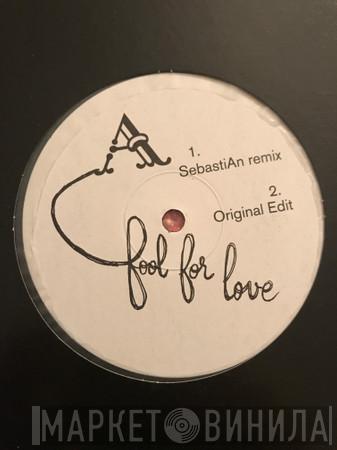 A
1.
SebastiAn remix
2.
Original Edit
fool for love
МАРКЕТ ВИНИЛА